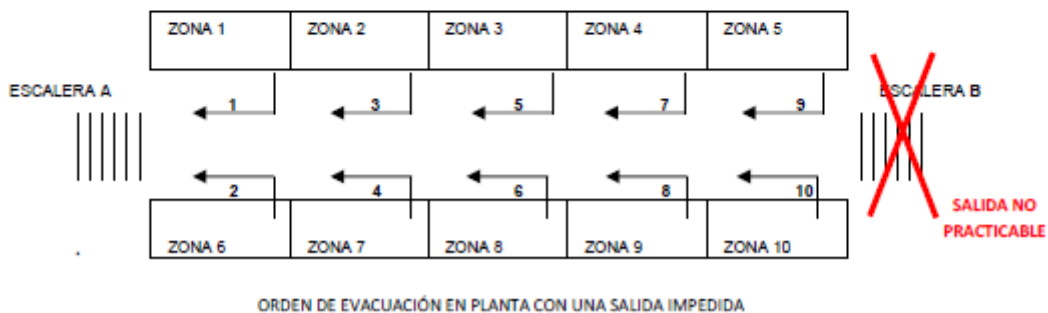 ZONA 1 ZONA 2 ZONA 3 ZONA 4 ZONA 5
ESCALERA A ESCALERA B
1 3 5 7 9
2 4 6 8 10
SALIDA NO
PRACTICABLE
ZONA 6 ZONA 7 ZONA 8 ZONA 9 ZONA 10
ORDEN DE EVACUACIÓN EN PLANTA CON UNA SALIDA IMPEDIDA